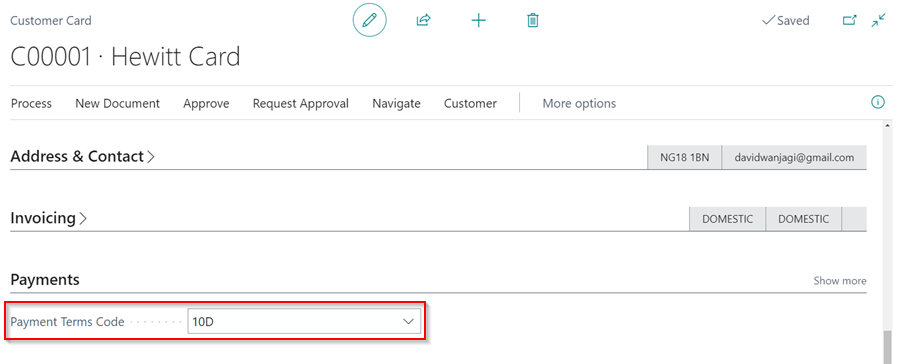 Customer Card
Saved
C00001 · Hewitt Card
Process New Document Approve Request Approval Navigate Customer More options
Address & Contact NG18 1BN davidwanjagi@gmail.com
Invoicing DOMESTIC DOMESTIC
Payments Show more
Payment Terms Code 10D